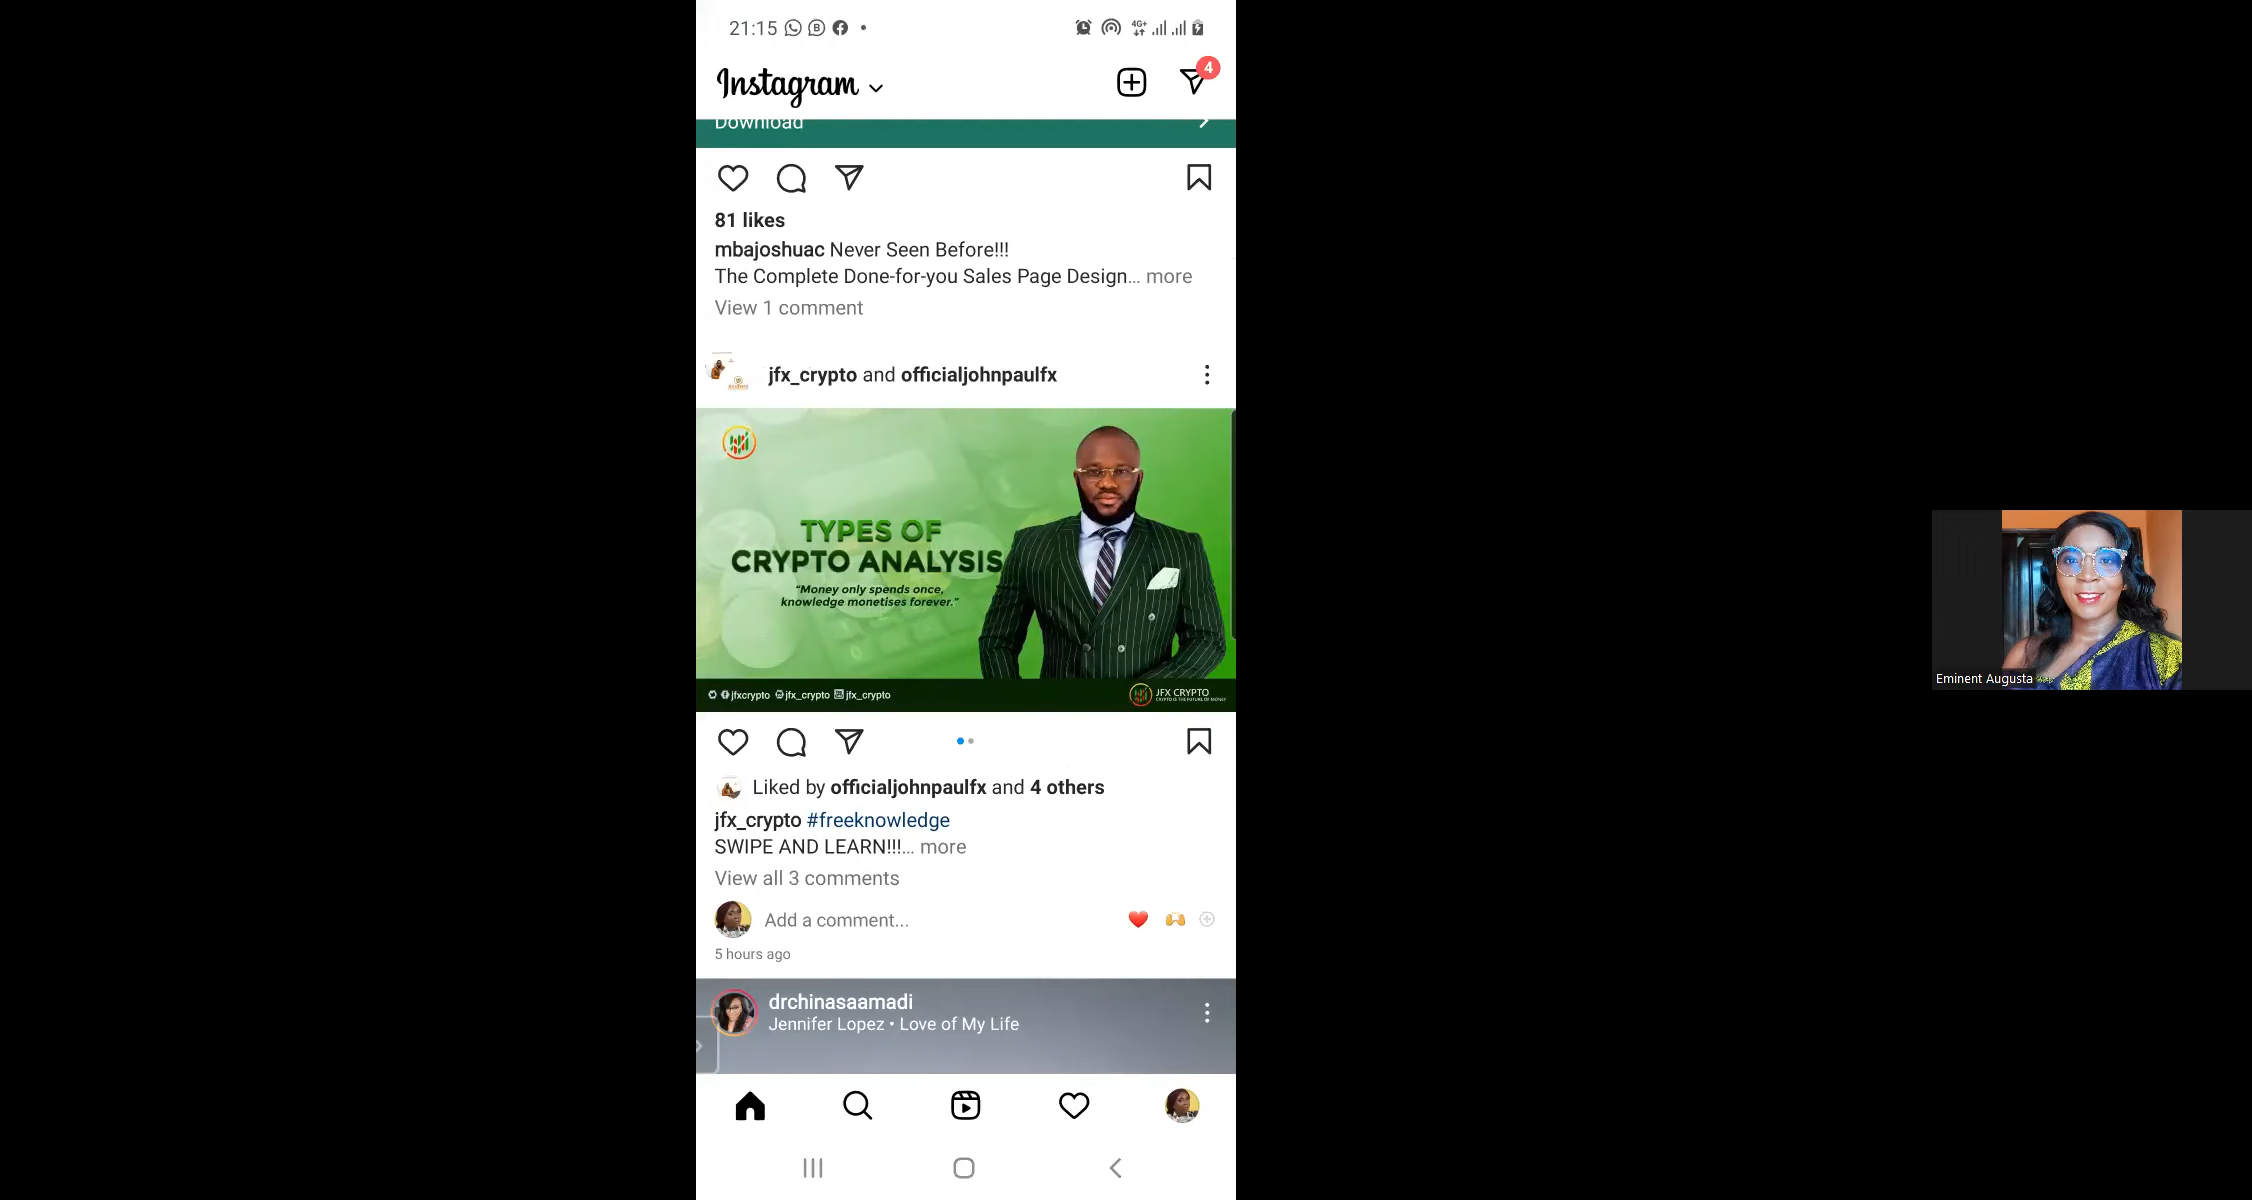 21:15
4G+
Instagram
4
Download
81 likes
mbajoshuac Never Seen Before!!!
The Complete Done-for-you Sales Page Design... more
View 1 comment
jfx_crypto and officialjohnpaulfx
TYPES OF
CRYPTO ANALYSIS
“Money only spends once,
knowledge monetises forever.”
jfxcrypto jfx_crypto jfx_crypto
JFX CRYPTO
CRYPTO IS THE FUTURE OF MONEY
Liked by officialjohnpaulfx and 4 others
jfx_crypto #freeknowledge
SWIPE AND LEARN!!!... more
View all 3 comments
Add a comment...
5 hours ago
drchinasaamadi
Jennifer Lopez • Love of My Life
Eminent Augusta